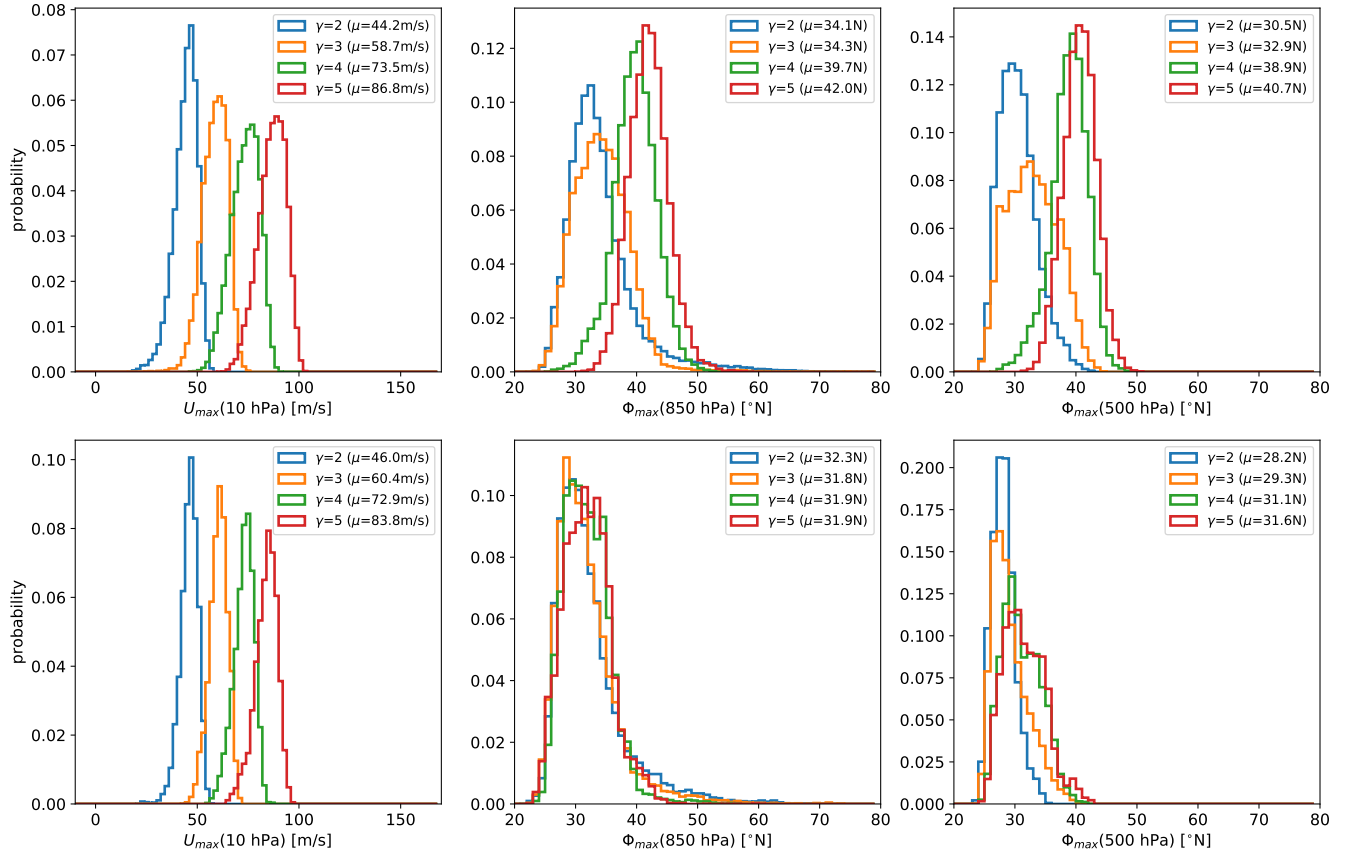 0.08
0.07
0.06
0.05
0.04
0.03
0.02
0.01
0.00
probability
0
50
100
150
U_max(10 hPa) [m/s]
γ=2 (μ=44.2m/s)
γ=3 (μ=58.7m/s)
γ=4 (μ=73.5m/s)
γ=5 (μ=86.8m/s)
0.12
0.10
0.08
0.06
0.04
0.02
0.00
20
30
40
50
60
70
80
Φ_max(850 hPa) [°N]
γ=2 (μ=34.1N)
γ=3 (μ=34.3N)
γ=4 (μ=39.7N)
γ=5 (μ=42.0N)
0.14
0.12
0.10
0.08
0.06
0.04
0.02
0.00
20
30
40
50
60
70
80
Φ_max(500 hPa) [°N]
γ=2 (μ=30.5N)
γ=3 (μ=32.9N)
γ=4 (μ=38.9N)
γ=5 (μ=40.7N)
0.10
0.08
0.06
0.04
0.02
0.00
probability
0
50
100
150
U_max(10 hPa) [m/s]
γ=2 (μ=46.0m/s)
γ=3 (μ=60.4m/s)
γ=4 (μ=72.9m/s)
γ=5 (μ=83.8m/s)
0.10
0.08
0.06
0.04
0.02
0.00
20
30
40
50
60
70
80
Φ_max(850 hPa) [°N]
γ=2 (μ=32.3N)
γ=3 (μ=31.8N)
γ=4 (μ=31.9N)
γ=5 (μ=31.9N)
0.200
0.175
0.150
0.125
0.100
0.075
0.050
0.025
0.000
20
30
40
50
60
70
80
Φ_max(500 hPa) [°N]
γ=2 (μ=28.2N)
γ=3 (μ=29.3N)
γ=4 (μ=31.1N)
γ=5 (μ=31.6N)